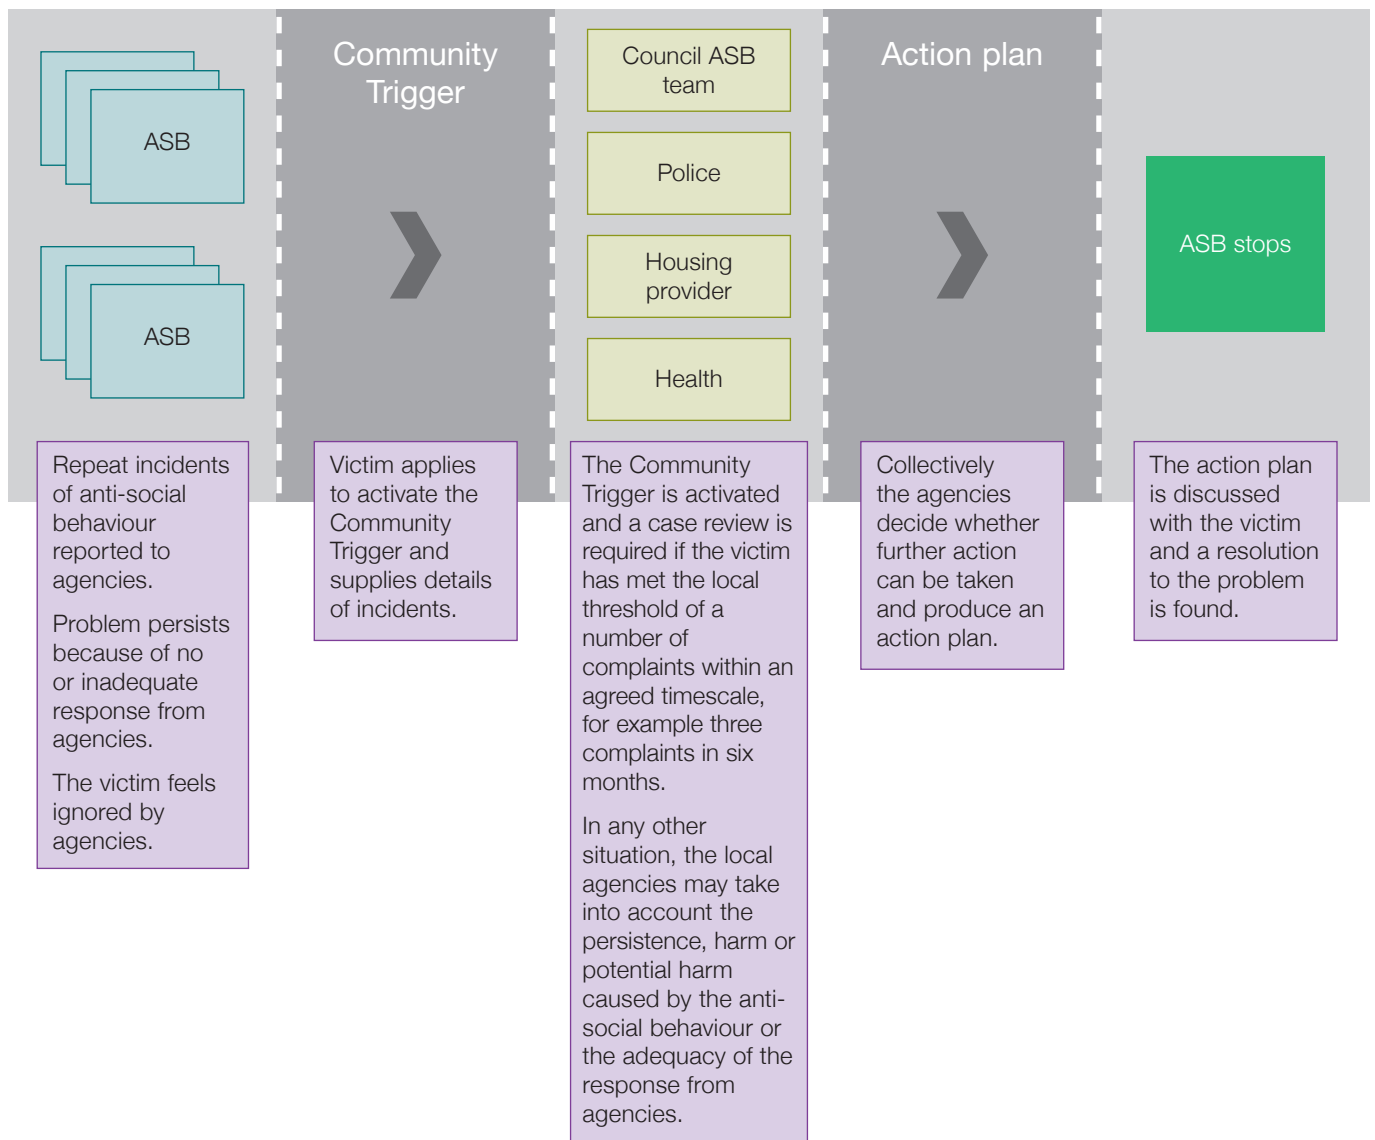 ASB
ASB
Community
Trigger
Council ASB
team
Police
Housing
provider
Health
Action plan
ASB stops
Repeat incidents
of anti-social
behaviour
reported to
agencies.
Problem persists
because of no
or inadequate
response from
agencies.
The victim feels
ignored by
agencies.
Victim applies
to activate the
Community
Trigger and
supplies details
of incidents.
The Community
Trigger is activated
and a case review is
required if the victim
has met the local
threshold of a
number of
complaints within an
agreed timescale,
for example three
complaints in six
months.
In any other
situation, the local
agencies may take
into account the
persistence, harm or
potential harm
caused by the anti-
social behaviour or
the adequacy of the
response from
agencies.
Collectively
the agencies
decide whether
further action
can be taken
and produce an
action plan.
The action plan
is discussed
with the victim
and a resolution
to the problem
is found.